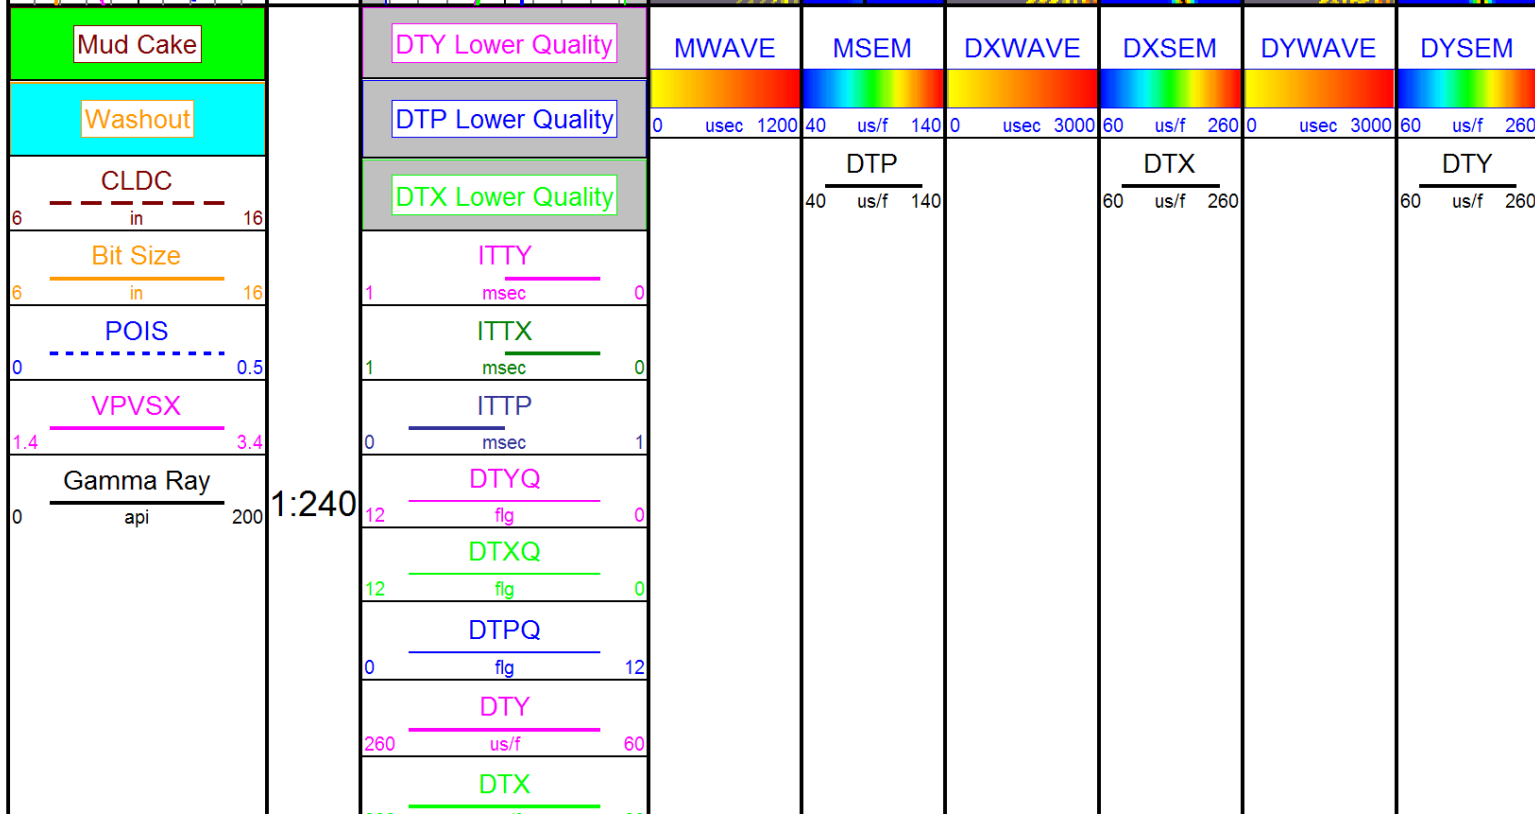 Mud Cake
Washout
CLDC
6 in 16
Bit Size
6 in 16
POIS
0 0.5
VPVSX
1.4 3.4
Gamma Ray
0 api 200
1:240
DTY Lower Quality
DTP Lower Quality
DTX Lower Quality
ITTY
1 msec 0
ITTX
1 msec 0
ITTP
0 msec 1
DTYQ
12 flg 0
DTXQ
12 flg 0
DTPQ
0 flg 12
DTY
260 us/f 60
DTX
MWAVE
0 usec 1200
MSEM
40 us/f 140
DTP
40 us/f 140
DXWAVE
0 usec 3000
DXSEM
60 us/f 260
DTX
60 us/f 260
DYWAVE
0 usec 3000
DYSEM
60 us/f 260
DTY
60 us/f 260